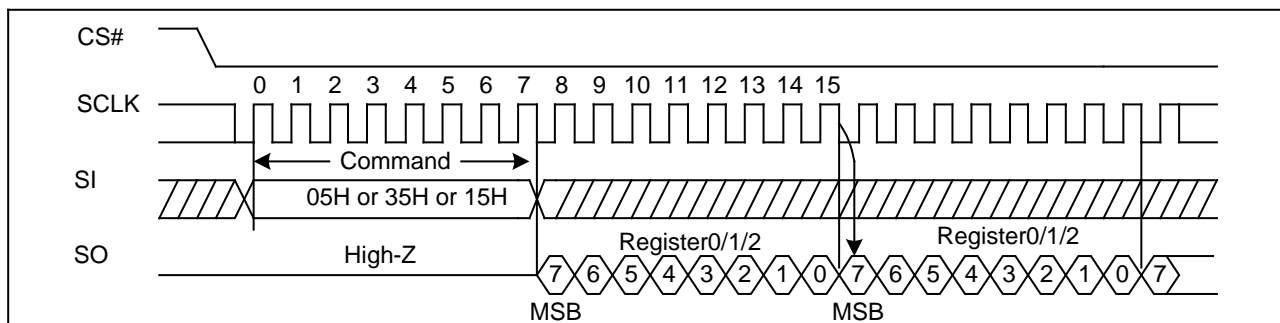 CS#
0 1 2 3 4 5 6 7 8 9 10 11 12 13 14 15
SCLK
Command
SI
05H or 35H or 15H
Register0/1/2 Register0/1/2
SO
High-Z
7 6 5 4 3 2 1 0 7 6 5 4 3 2 1 0 7
MSB MSB